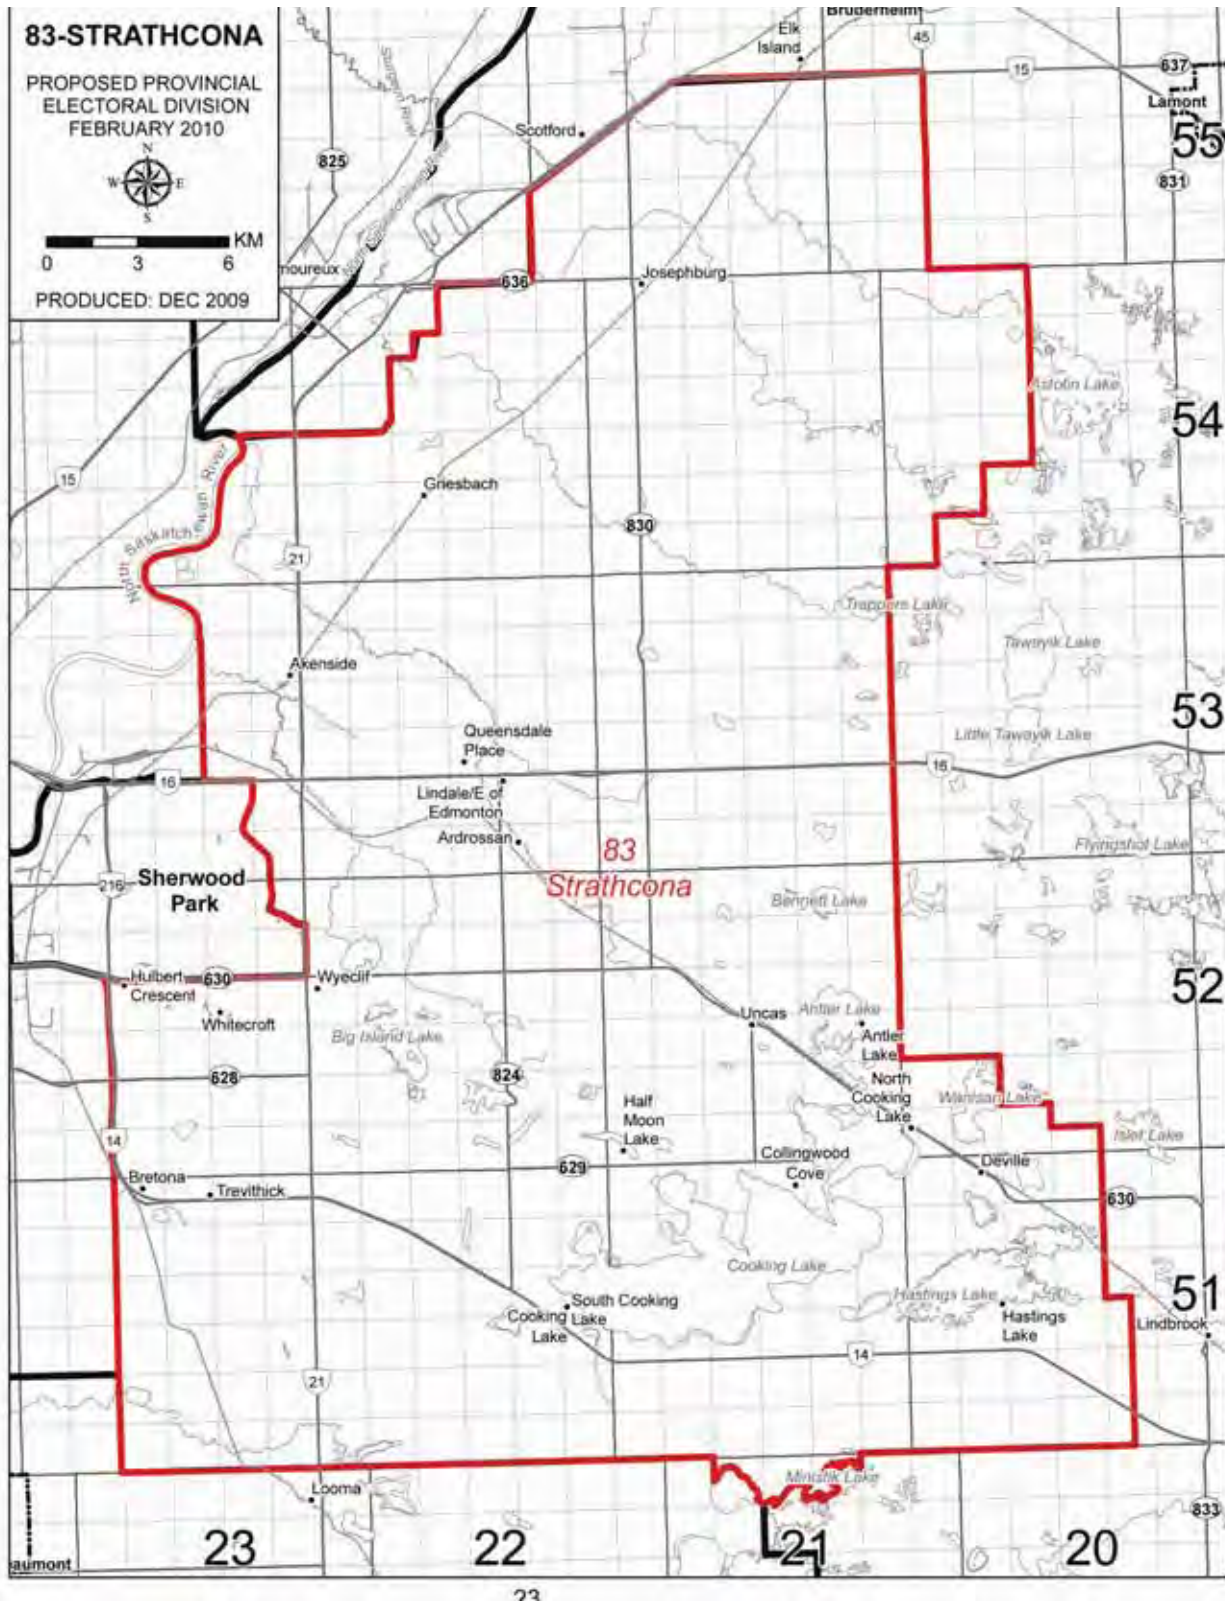 83-STRATHCONA
PROPOSED PROVINCIAL
ELECTORAL DIVISION
FEBRUARY 2010
N
W E
S
KM
0 3 6
PRODUCED: DEC 2009
Bruderheim
Elk
Island
45
15
637
Lamont
55
831
Sturgeon River
Scotford
825
moureux
636
Josephburg
Astotin Lake
54
15
North Saskatchewan River
Griesbach
830
21
Trappers Lake
Tawayik Lake
Akenside
53
Queensdale
Place
Little Tawayik Lake
16
16
Lindale/E of
Edmonton
Ardrossan
83
Strathcona
Flyingshot Lake
216
Sherwood
Park
Bennett Lake
Hulbert
Crescent
630
Wyeclif
52
Whitecroft
Big Island Lake
Uncas
Antler Lake
Antler
Lake
628
824
North
Cooking
Lake
Wanisan Lake
Half
Moon
Lake
14
Islet Lake
629
Collingwood
Cove
Deville
Bretona
Trevithick
630
Cooking Lake
Hastings Lake
51
South Cooking
Lake
Cooking
Lake
Hastings
Lake
Lindbrook
14
21
Ministik Lake
Looma
833
23
22
21
20
aumont
23